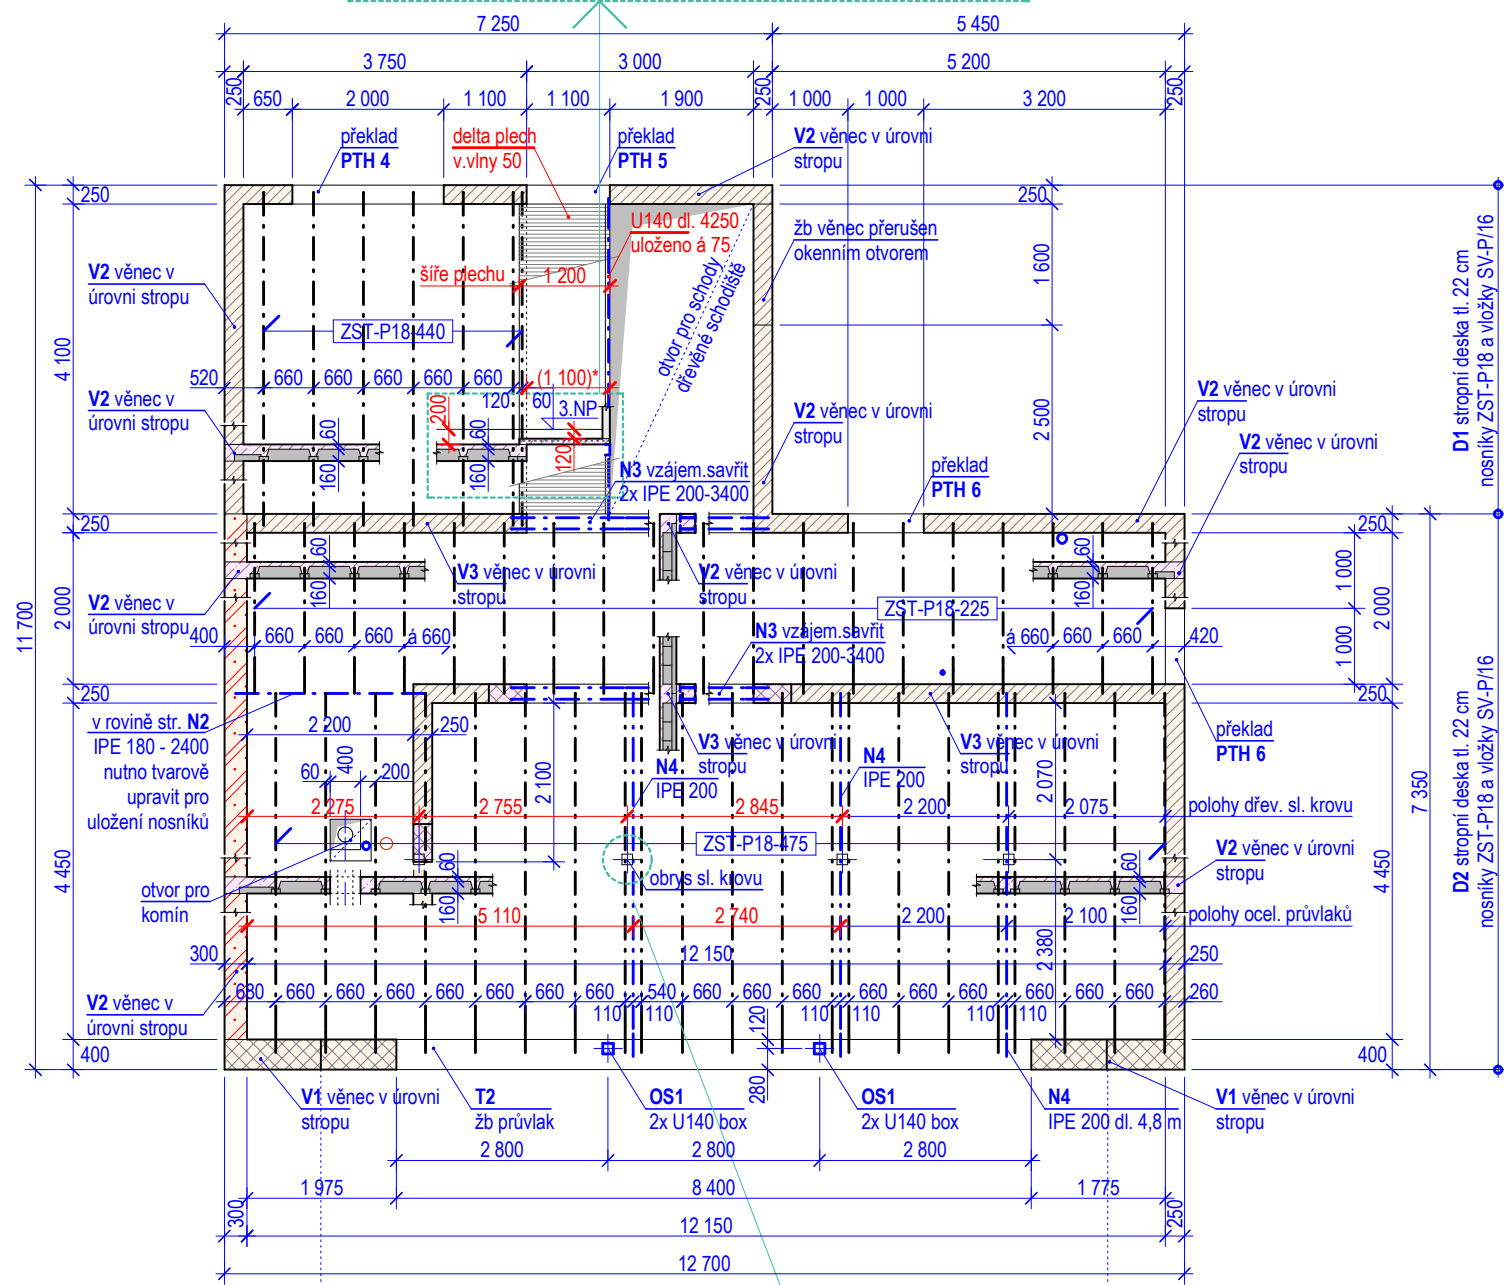 7 250
5 450
3 750
3 000
5 200
250
650
2 000
1 100
1 100
1 900
250
1 000
1 000
3 200
250
překlad
PTH 4
delta plech
v.vlny 50
překlad
PTH 5
V2 věnec v úrovni
stropu
250
250
U140 dl. 4250
uloženo á 75
žb věnec přerušen
okenním otvorem
1 600
V2 věnec v
úrovni stropu
šíře plechu
1 200
otvor pro schody
dřevěné schodiště
ZST-P18-440
4 100
520
660
660
660
660
660
(1 100)*
120
60
3.NP
200
V2 věnec v
úrovni stropu
60
160
60
160
120
V2 věnec v úrovni
stropu
2 500
V2 věnec v úrovni
stropu
V2 věnec v úrovni
stropu
D1 stropní deska tl. 22 cm
nosníky ZST-P18 a vložky SV-P/16
N3 vzájem.savřit
2x IPE 200-3400
překlad
PTH 6
250
250
60
160
V3 věnec v úrovni
stropu
V2 věnec v úrovni
stropu
60
160
1 000
V2 věnec v
úrovni stropu
11 700
2 000
ZST-P18-225
2 000
400
660
660
660
á 660
N3 vzájem.savřit
2x IPE 200-3400
á 660
660
660
420
1 000
250
250
v rovině str. N2
IPE 180 - 2400
nutno tvarově
upravit pro
uložení nosníků
2 200
250
400
60
200
2 100
V3 věnec v úrovni
stropu
N4
IPE 200
N4
IPE 200
V3 věnec v úrovni
stropu
2 070
překlad
PTH 6
D2 stropní deska tl. 22 cm
nosníky ZST-P18 a vložky SV-P/16
7 350
2 275
2 755
2 845
2 200
2 075
polohy dřev. sl. krovu
ZST-P18-475
V2 věnec v úrovni
stropu
4 450
obrys sl. krovu
otvor pro
komín
60
160
60
160
4 450
5 110
2 740
2 200
2 100
polohy ocel. průvlaků
300
12 150
2 380
250
V2 věnec v
úrovni stropu
680
660
660
660
660
660
660
660
540
660
660
660
660
660
660
660
660
660
260
110
110
110
110
110
110
120
400
400
280
V1 věnec v úrovni
stropu
T2
žb průvlak
OS1
2x U140 box
OS1
2x U140 box
N4
IPE 200 dl. 4,8 m
V1 věnec v úrovni
stropu
2 800
2 800
2 800
1 975
8 400
1 775
300
12 150
250
12 700